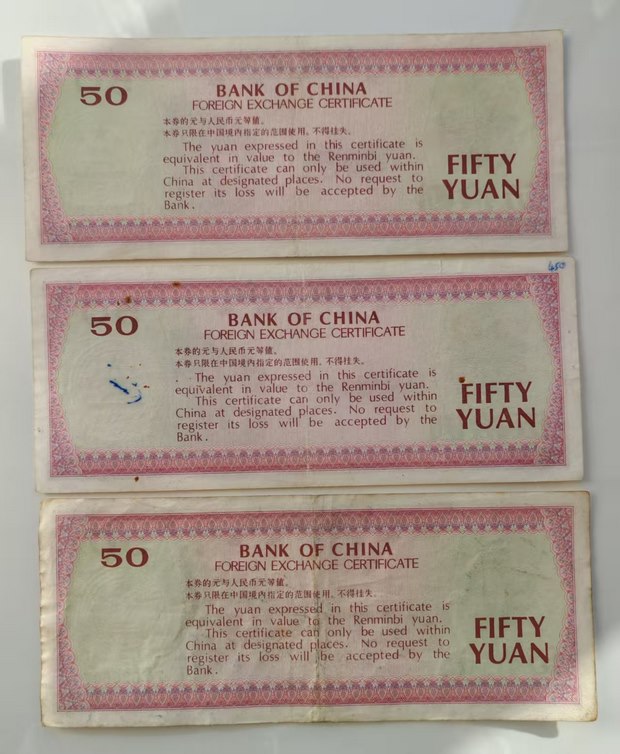 50
BANK OF CHINA
FOREIGN EXCHANGE CERTIFICATE
本券的元与人民币元等值。
本券只限在中国境内指定的范围使用，不得挂失。
The yuan expressed in this certificate is
equivalent in value to the Renminbi yuan.
This certificate can only be used within
China at designated places. No request to
register its loss will be accepted by the
Bank.
FIFTY
YUAN
50
BANK OF CHINA
FOREIGN EXCHANGE CERTIFICATE
本券的元与人民币元等值。
本券只限在中国境内指定的范围使用，不得挂失。
The yuan expressed in this certificate is
equivalent in value to the Renminbi yuan.
This certificate can only be used within
China at designated places. No request to
register its loss will be accepted by the
Bank.
FIFTY
YUAN
50
BANK OF CHINA
FOREIGN EXCHANGE CERTIFICATE
本券的元与人民币元等值。
本券只限在中国境内指定的范围使用，不得挂失。
The yuan expressed in this certificate is
equivalent in value to the Renminbi yuan.
This certificate can only be used within
China at designated places. No request to
register its loss will be accepted by the
Bank.
FIFTY
YUAN